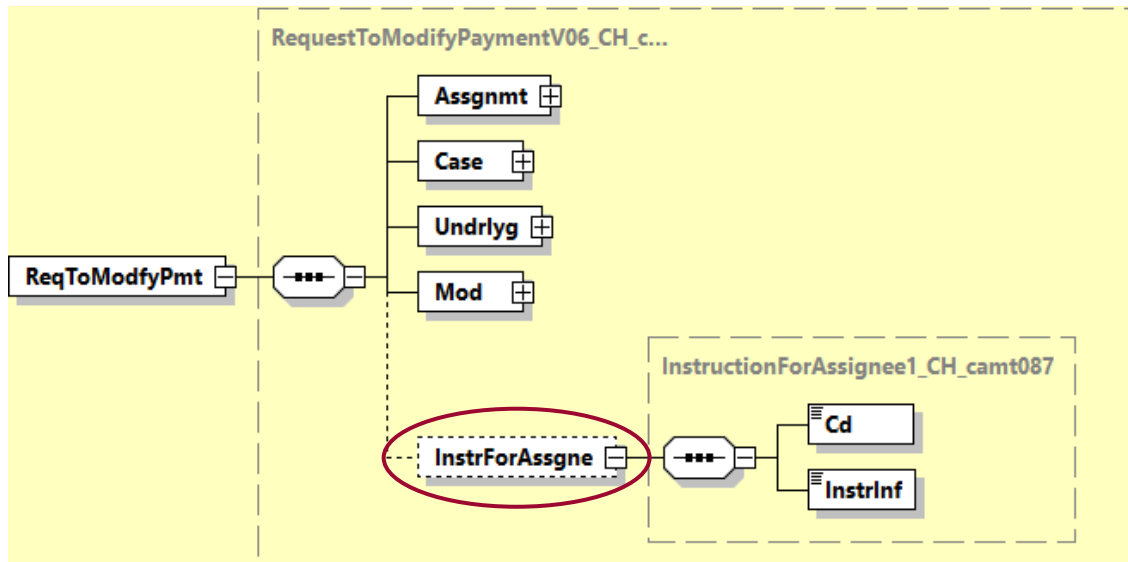 RequestToModifyPaymentV06_CH_c...
Assgnmt
Case
Undrlyg
ReqToModfyPmt
Mod
InstructionForAssignee1_CH_camt087
Cd
InstrForAssgne
InstrInf